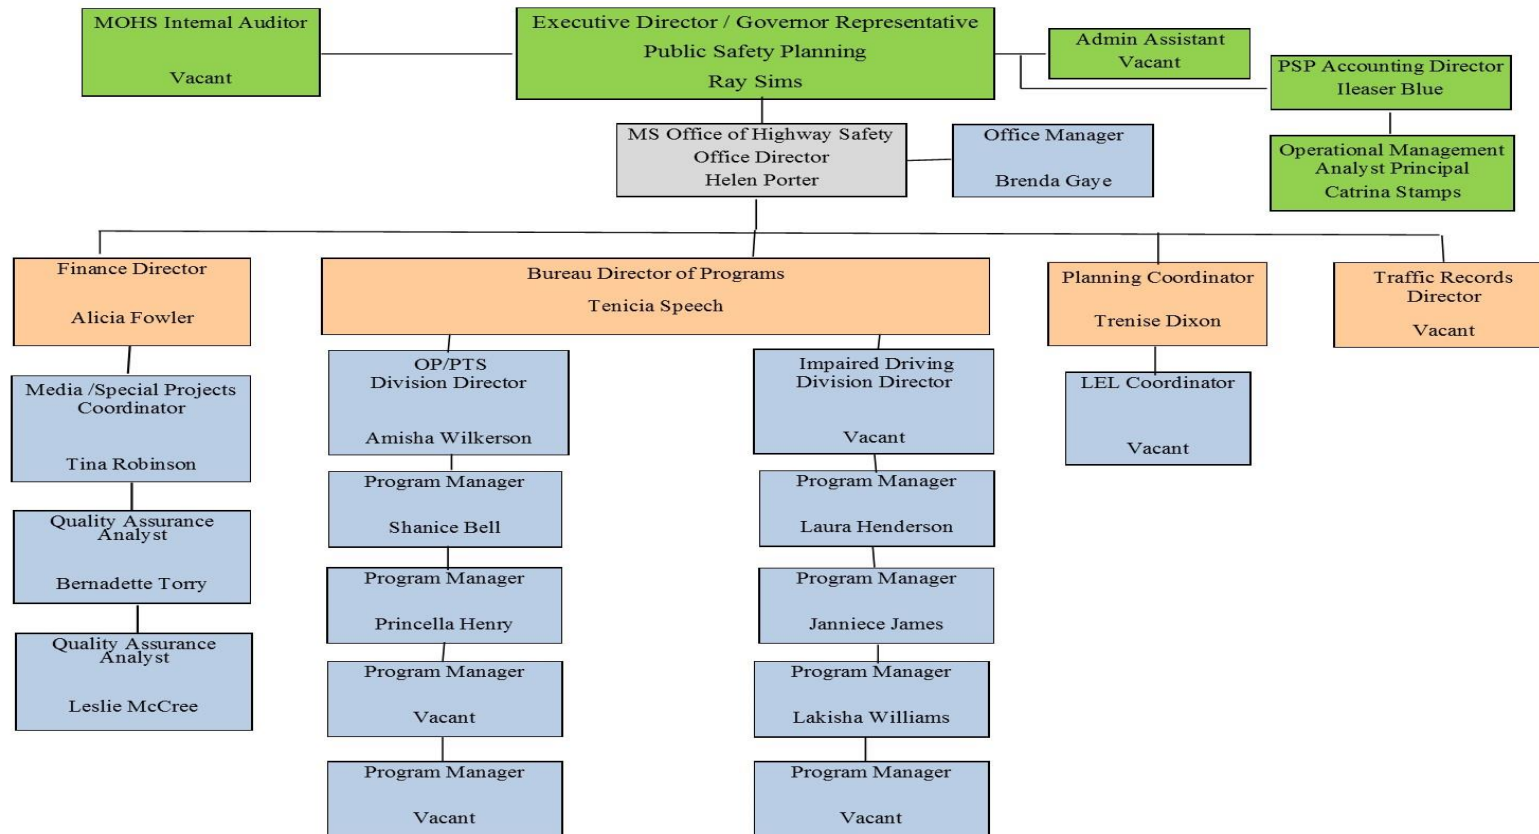 MOHS Internal Auditor
Vacant
Executive Director / Governor Representative
Public Safety Planning
Ray Sims
Admin Assistant
Vacant
PSP Accounting Director
Ileaser Blue
Operational Management
Analyst Principal
Catrina Stamps
MS Office of Highway Safety
Office Director
Helen Porter
Office Manager
Brenda Gaye
Finance Director
Alicia Fowler
Bureau Director of Programs
Tenicia Speech
Planning Coordinator
Trenise Dixon
Traffic Records
Director
Vacant
Media /Special Projects
Coordinator
Tina Robinson
Quality Assurance
Analyst
Bernadette Torry
Quality Assurance
Analyst
Leslie McCree
OP/PTS
Division Director
Amisha Wilkerson
Program Manager
Shanice Bell
Program Manager
Princella Henry
Program Manager
Vacant
Program Manager
Vacant
Impaired Driving
Division Director
Vacant
Program Manager
Laura Henderson
Program Manager
Janniece James
Program Manager
Lakisha Williams
Program Manager
Vacant
LEL Coordinator
Vacant